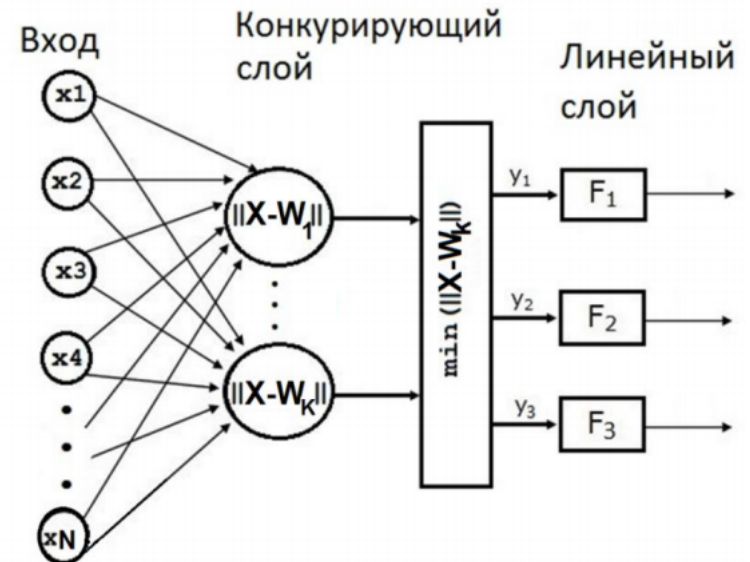 Вход
Конкурирующий
слой
Линейный
слой
x1
x2
x3
x4
xN
||X-W1||
||X-WK||
min (||X-Wk||)
y1
y2
y3
F1
F2
F3